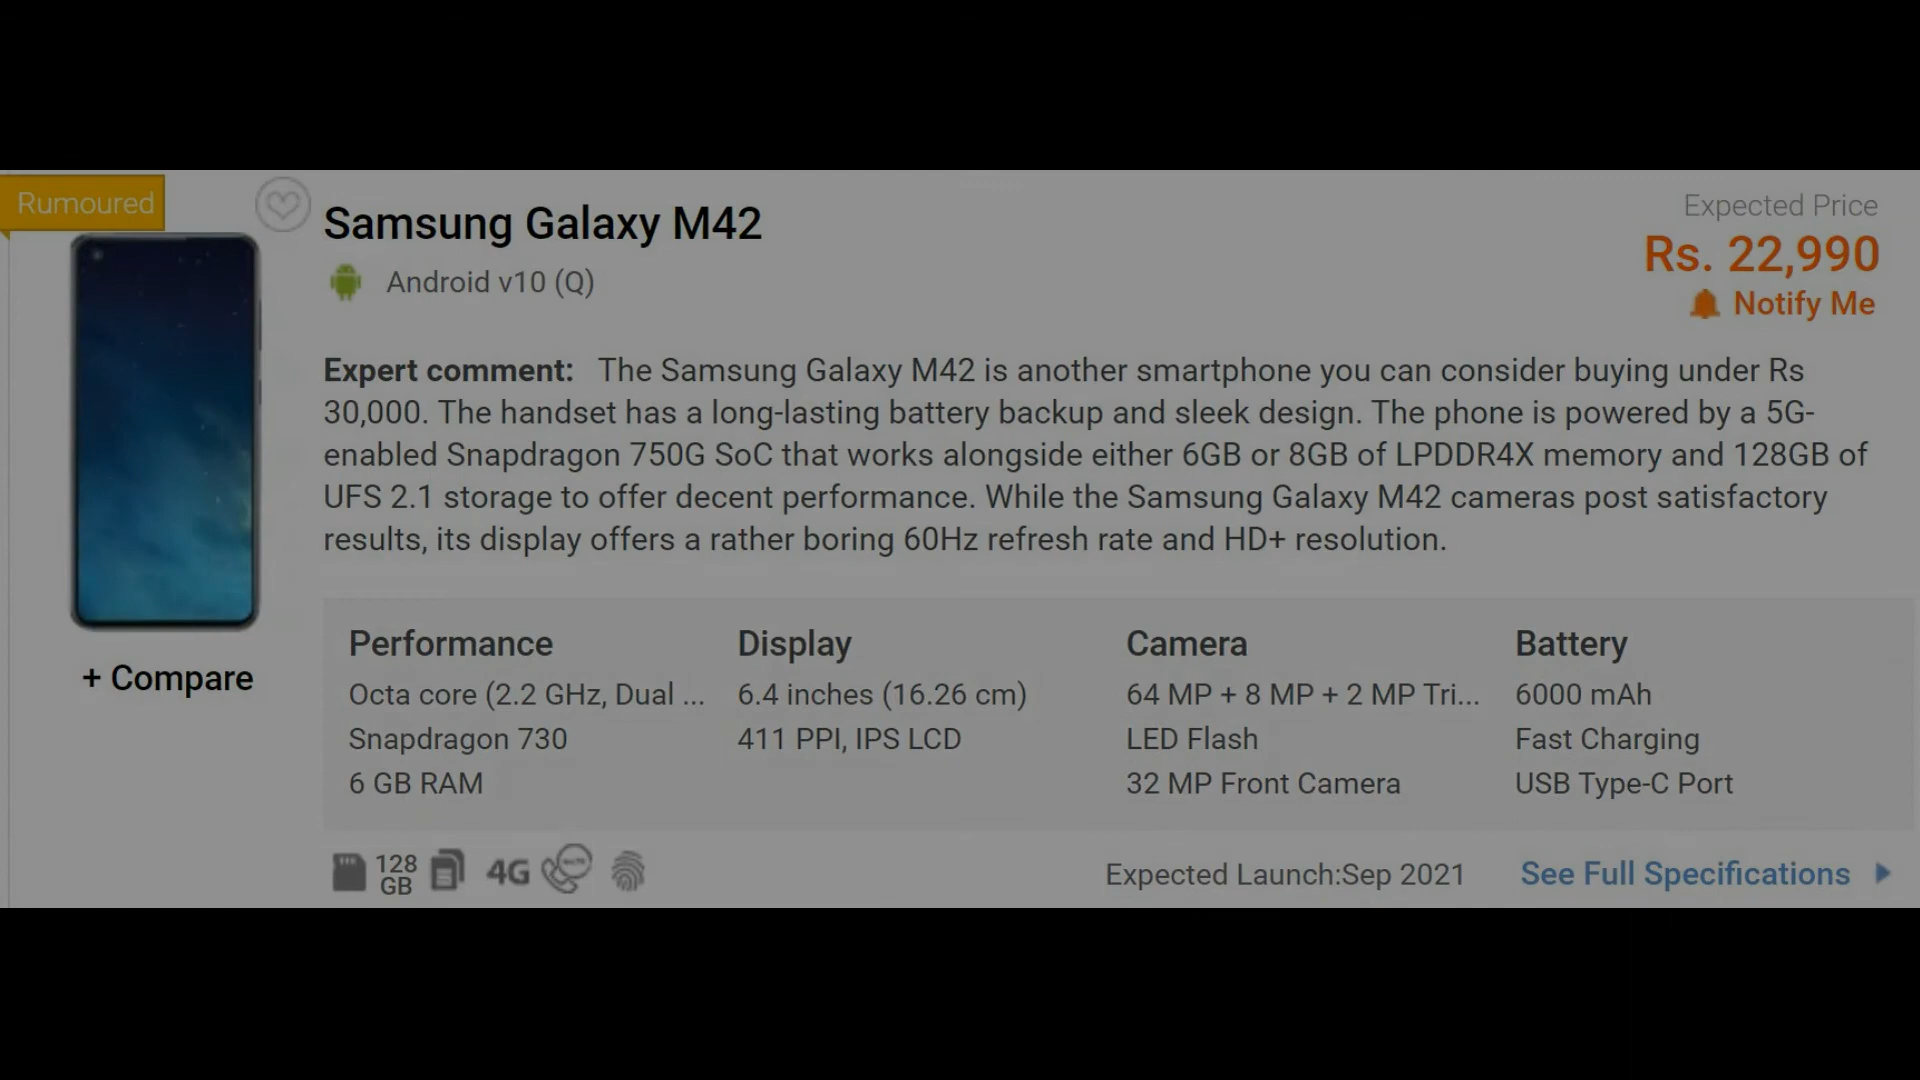 Rumoured
Samsung Galaxy M42
Android v10 (Q)
Expected Price
Rs. 22,990
Notify Me
Expert comment: The Samsung Galaxy M42 is another smartphone you can consider buying under Rs
30,000. The handset has a long-lasting battery backup and sleek design. The phone is powered by a 5G-
enabled Snapdragon 750G SoC that works alongside either 6GB or 8GB of LPDDR4X memory and 128GB of
UFS 2.1 storage to offer decent performance. While the Samsung Galaxy M42 cameras post satisfactory
results, its display offers a rather boring 60Hz refresh rate and HD+ resolution.
+ Compare
Performance
Octa core (2.2 GHz, Dual ...
Snapdragon 730
6 GB RAM
Display
6.4 inches (16.26 cm)
411 PPI, IPS LCD
Camera
64 MP + 8 MP + 2 MP Tri...
LED Flash
32 MP Front Camera
Battery
6000 mAh
Fast Charging
USB Type-C Port
128
GB
4G
Expected Launch:Sep 2021
See Full Specifications